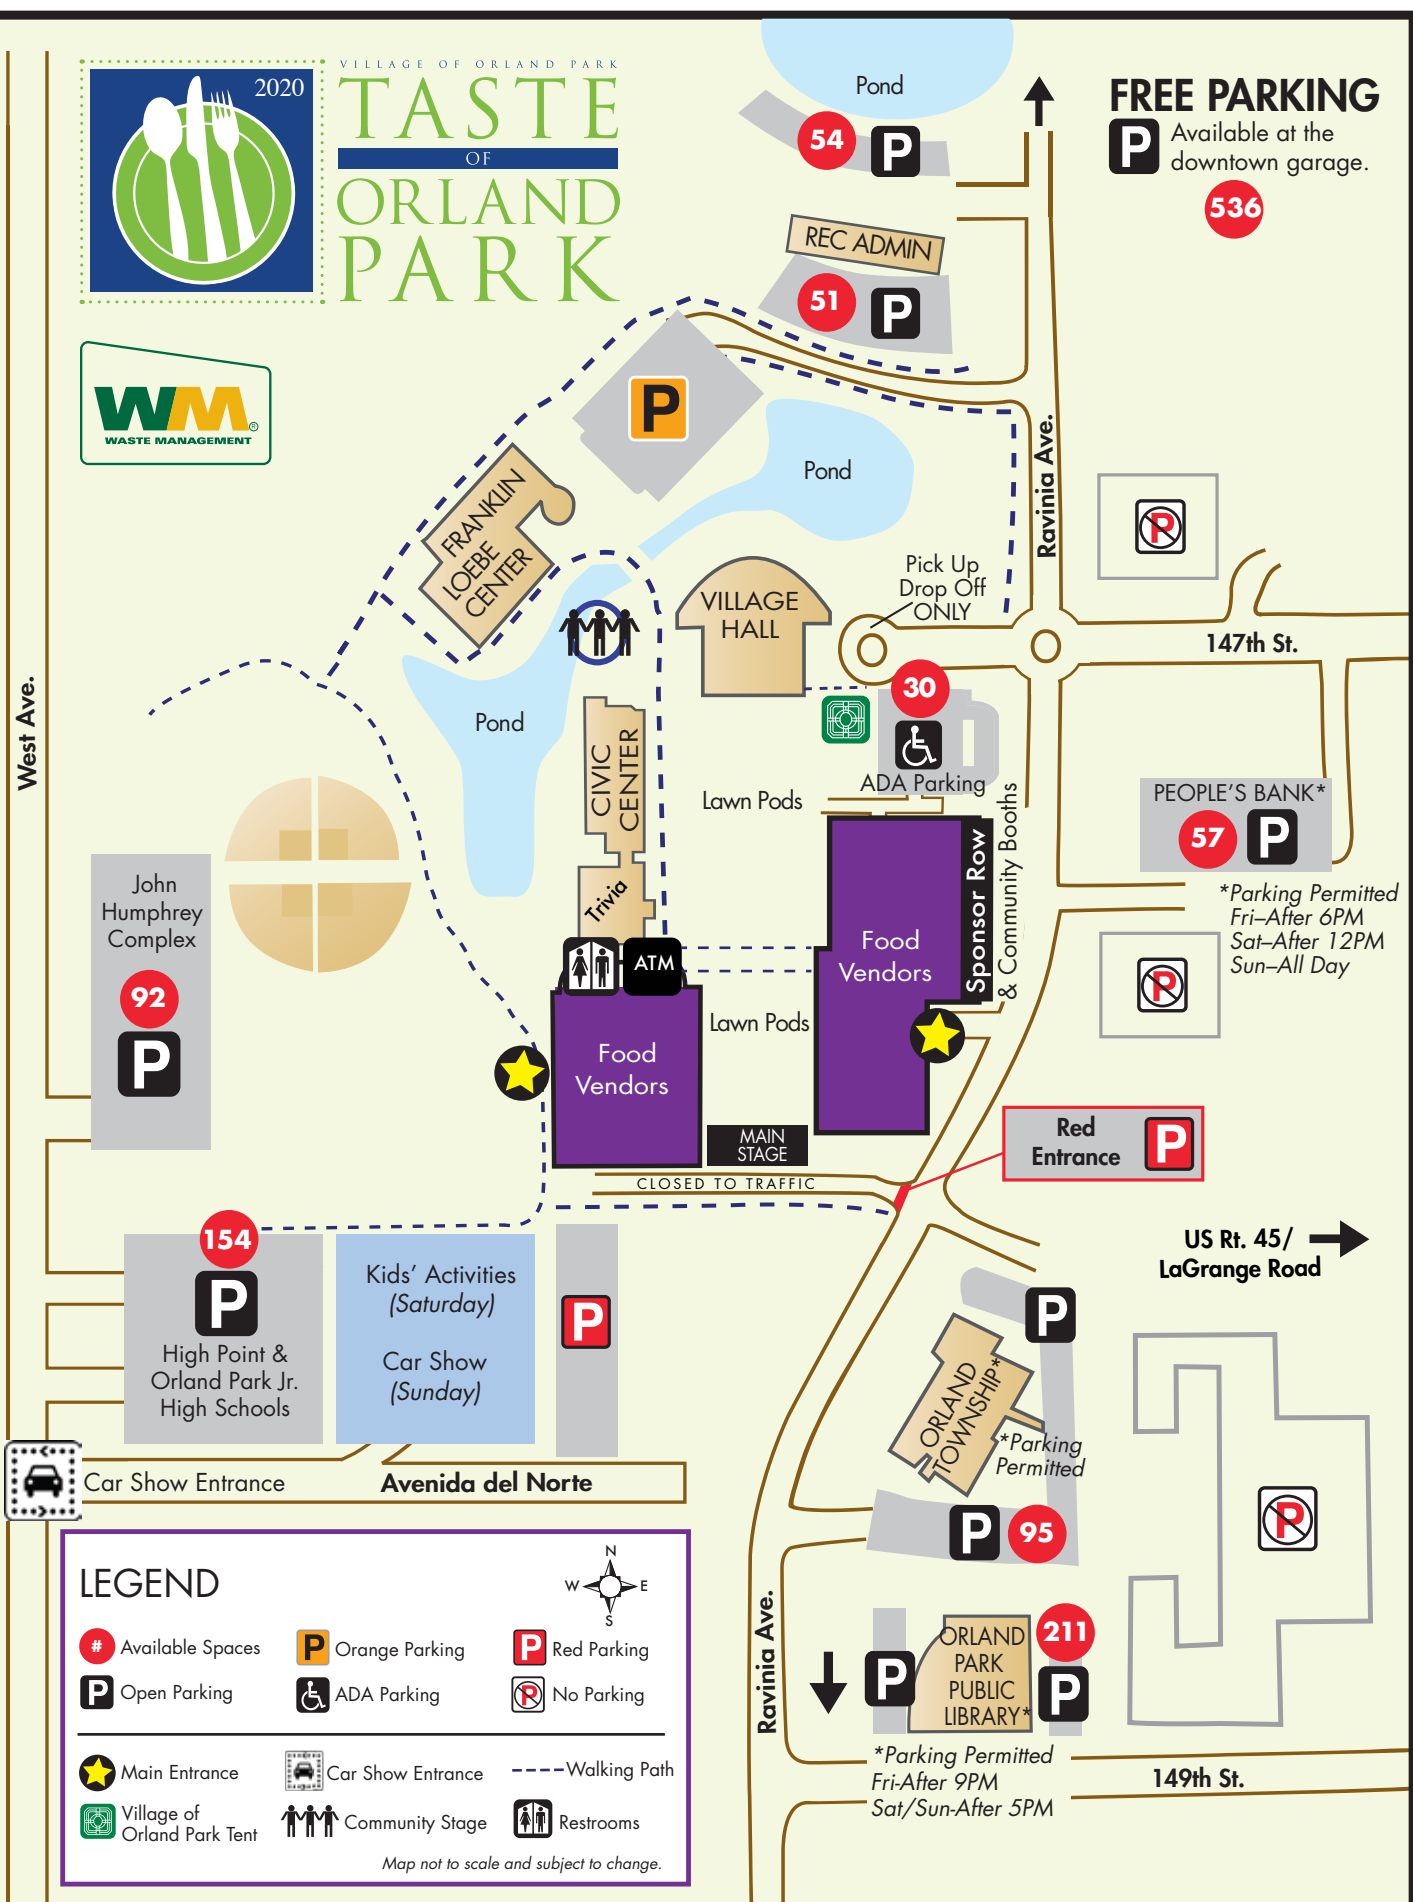 2020
VILLAGE OF ORLAND PARK
TASTE
OF
ORLAND
PARK
WM
®
WASTE MANAGEMENT
Pond
54
P
FREE PARKING
P
Available at the
downtown garage.
536
REC ADMIN
51
P
P
Pond
Ravinia Ave.
P
FRANKLIN
LOEBE
CENTER
Pick Up
Drop Off
ONLY
VILLAGE
HALL
147th St.
30
West Ave.
Pond
CIVIC
CENTER
ADA Parking
Lawn Pods
PEOPLE'S BANK*
57
P
*Parking Permitted
Fri–After 6PM
Sat–After 12PM
Sun–All Day
John
Humphrey
Complex
92
P
Trivia
ATM
Food
Vendors
Sponsor Row
& Community Booths
P
Lawn Pods
Food
Vendors
MAIN
STAGE
Red
Entrance
P
CLOSED TO TRAFFIC
154
P
High Point &
Orland Park Jr.
High Schools
Kids' Activities
(Saturday)
Car Show
(Sunday)
P
US Rt. 45/
LaGrange Road
P
ORLAND
TOWNSHIP*
*Parking
Permitted
P
95
P
Car Show Entrance
Avenida del Norte
Ravinia Ave.
P
ORLAND
PARK
PUBLIC
LIBRARY*
211
P
*Parking Permitted
Fri-After 9PM
Sat/Sun-After 5PM
149th St.
LEGEND
N
W
E
S
# Available Spaces
P Orange Parking
P Red Parking
P Open Parking
ADA Parking
P No Parking
Main Entrance
Car Show Entrance
Walking Path
Village of
Orland Park Tent
Community Stage
Restrooms
Map not to scale and subject to change.